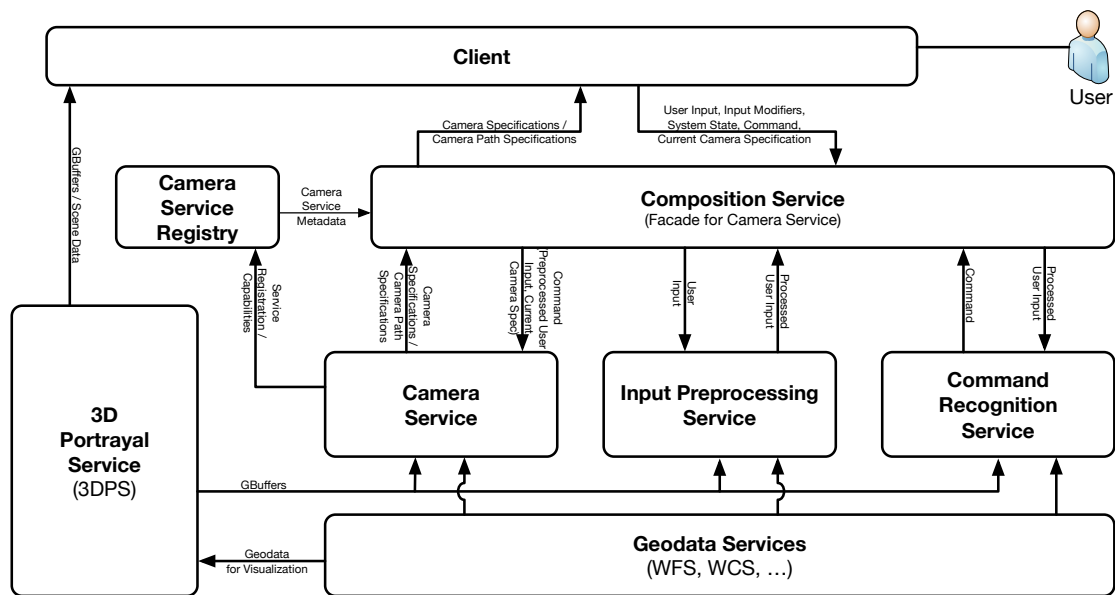 Client
User
Camera Specifications /
Camera Path Specifications
User Input, Input Modifiers,
System State, Command,
Current Camera Specification
GBuffers / Scene Data
Camera
Service
Registry
Camera
Service
Metadata
Composition Service
(Facade for Camera Service)
Service
Registration /
Capabilities
Camera
Specifications /
Camera Path
Specifications
Command
(Preprocessed User
Input, Current
Camera Spec)
User
Input
Processed
User Input
Command
Processed
User Input
3D
Portrayal
Service
(3DPS)
Camera
Service
Input Preprocessing
Service
Command
Recognition
Service
GBuffers
Geodata
for Visualization
Geodata Services
(WFS, WCS, …)